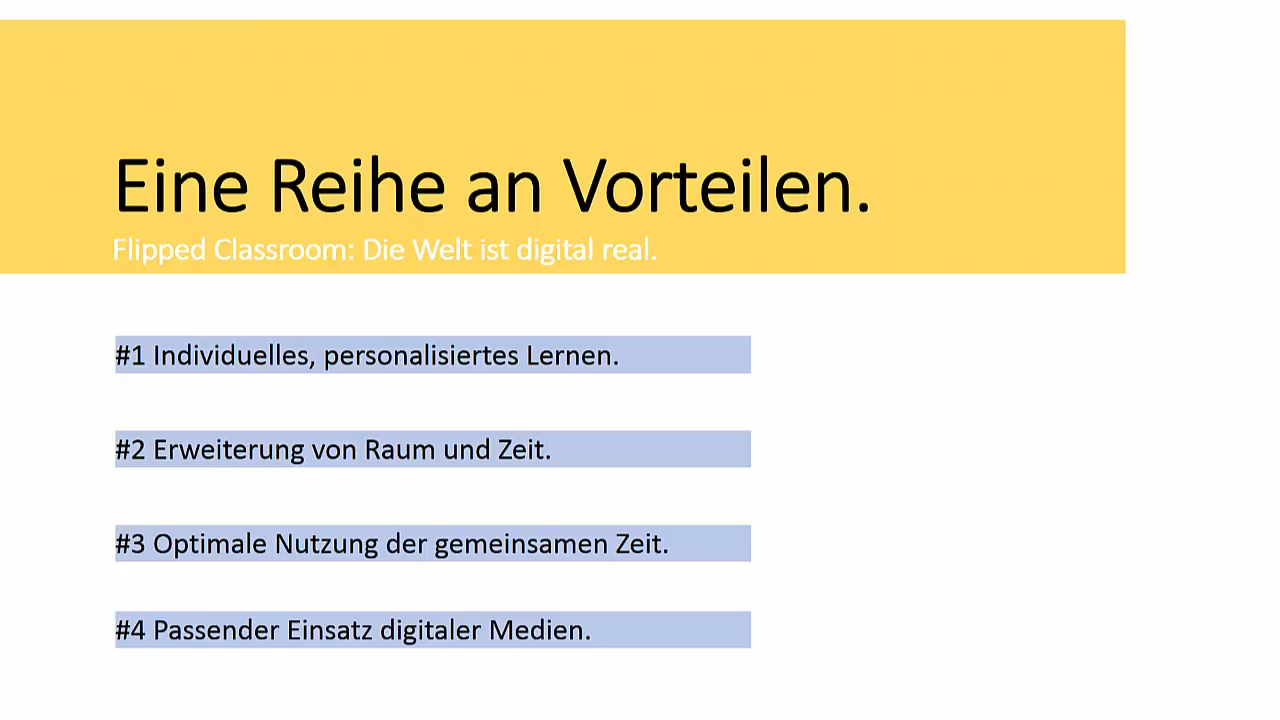 Eine Reihe an Vorteilen.
Flipped Classroom: Die Welt ist digital real.
#1 Individuelles, personalisiertes Lernen.
#2 Erweiterung von Raum und Zeit.
#3 Optimale Nutzung der gemeinsamen Zeit.
#4 Passender Einsatz digitaler Medien.